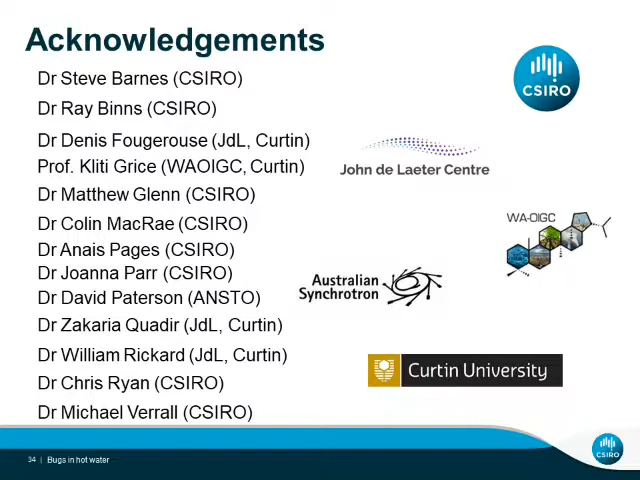 Acknowledgements
Dr Steve Barnes (CSIRO)
Dr Ray Binns (CSIRO)
Dr Denis Fougerouse (JdL, Curtin)
Prof. Kliti Grice (WAOIGC, Curtin)
Dr Matthew Glenn (CSIRO)
Dr Colin MacRae (CSIRO)
Dr Anais Pages (CSIRO)
Dr Joanna Parr (CSIRO)
Dr David Paterson (ANSTO)
Dr Zakaria Quadir (JdL, Curtin)
Dr William Rickard (JdL, Curtin)
Dr Chris Ryan (CSIRO)
Dr Michael Verrall (CSIRO)
CSIRO
John de Laeter Centre
WA-OIGC
Australian
Synchrotron
Curtin University
34 | Bugs in hot water
CSIRO